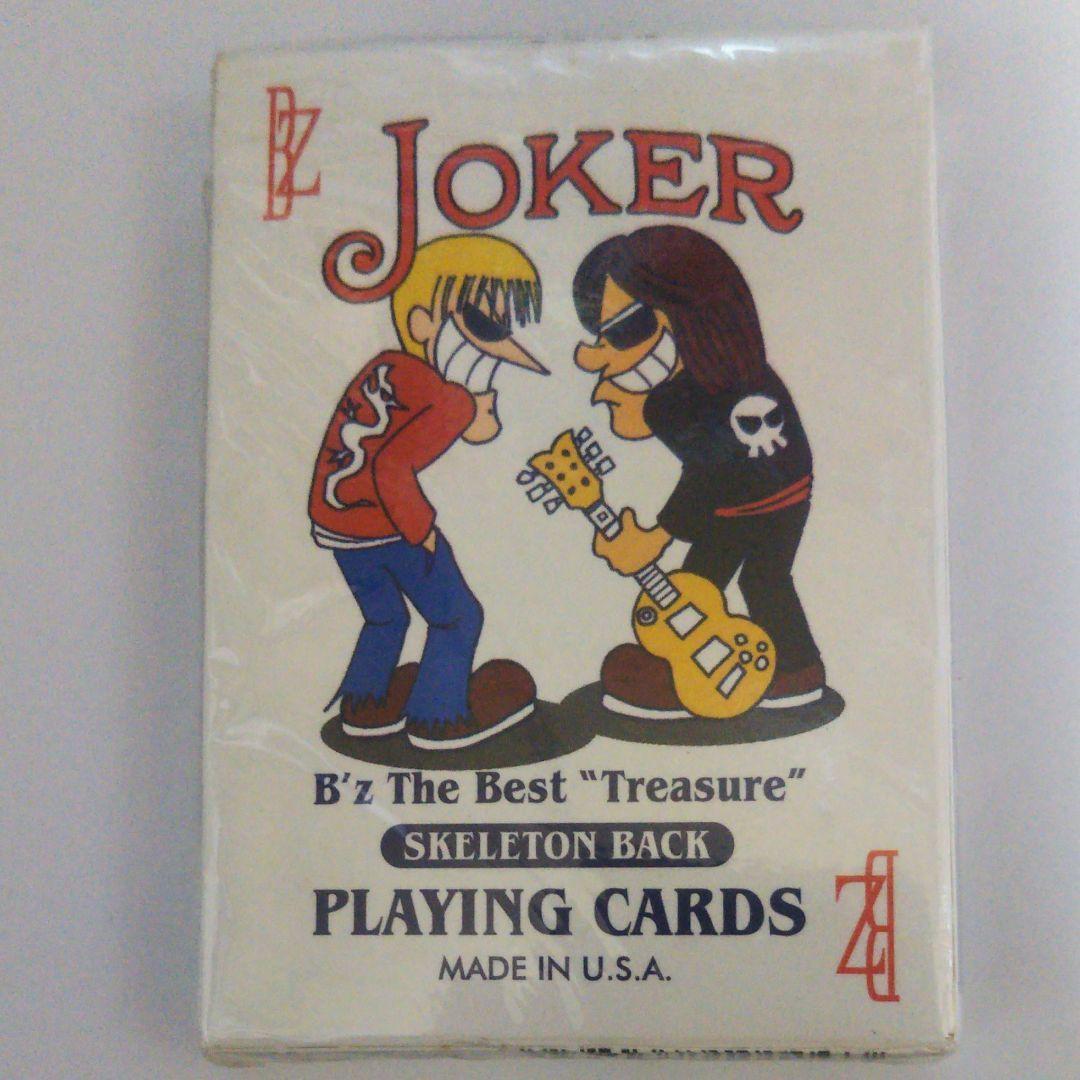 B'z
JOKER
B'z The Best "Treasure"
SKELETON BACK
PLAYING CARDS
MADE IN U.S.A.
B'z